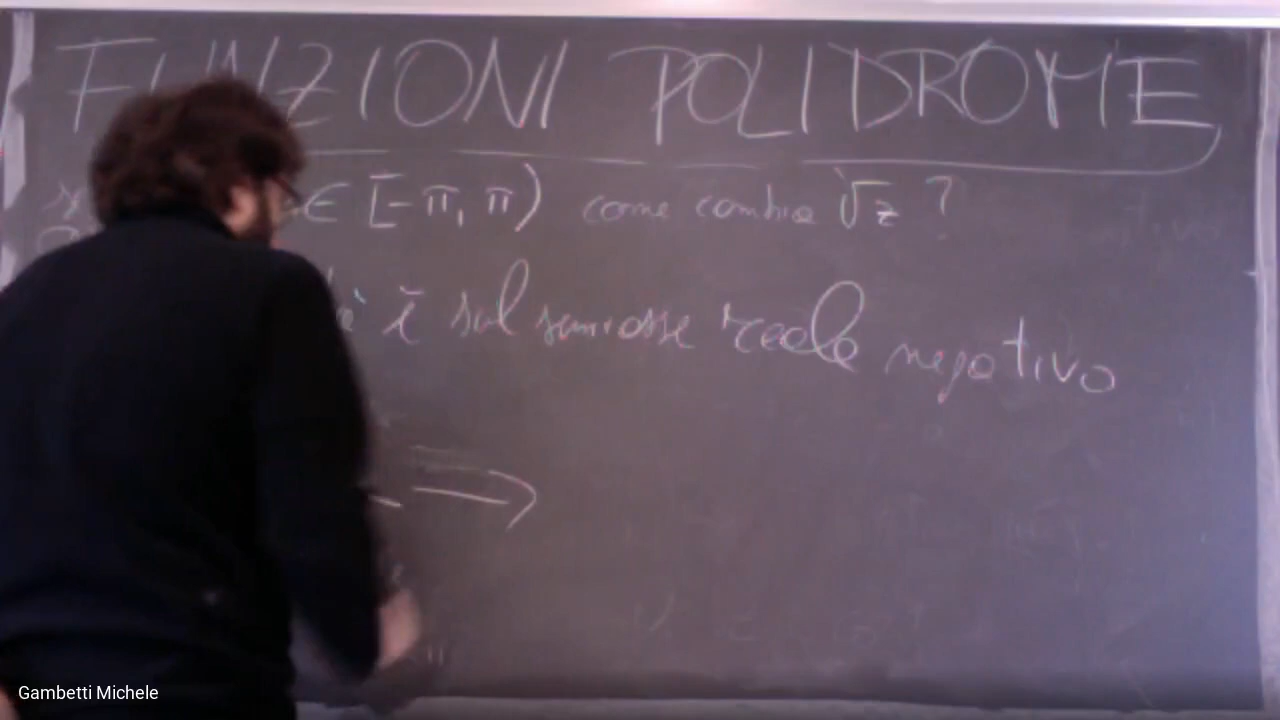 FUNZIONI POLIDROME
∈ [-π, π) come cambia √z ?
è sul semiasse reale negativo
⇒
Gambetti Michele